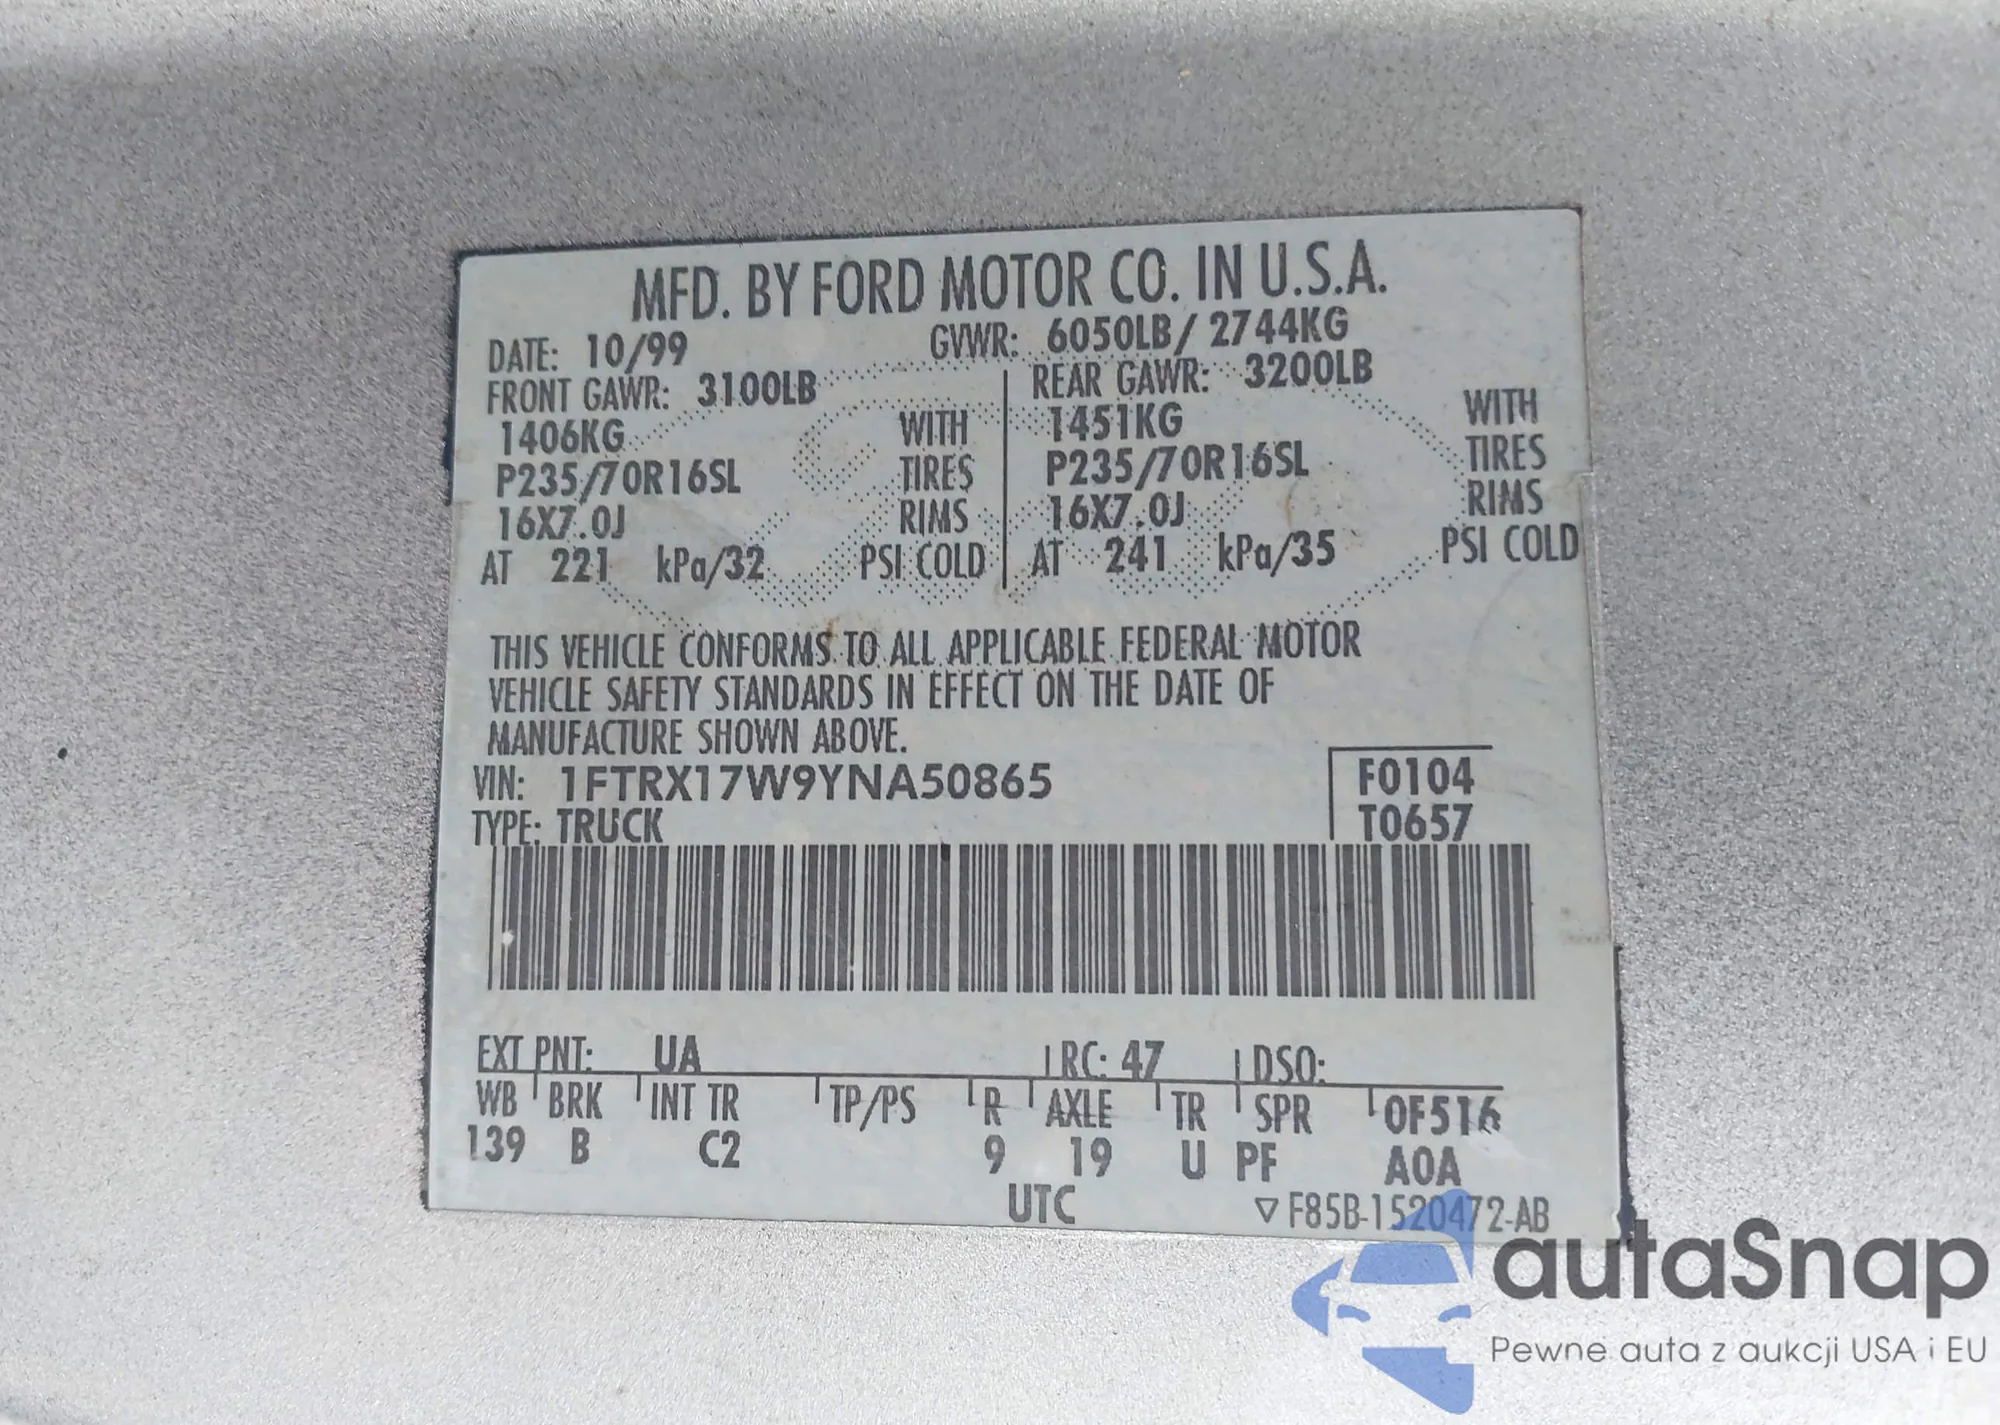 MFD. BY FORD MOTOR CO. IN U.S.A.
DATE: 10/99 GVWR: 6050LB/ 2744KG
FRONT GAWR: 3100LB REAR GAWR: 3200LB
1406KG WITH 1451KG WITH
P235/70R16SL TIRES P235/70R16SL TIRES
16X7.0J RIMS 16X7.0J RIMS
AT 221 kPa/32 PSI COLD AT 241 kPa/35 PSI COLD
THIS VEHICLE CONFORMS TO ALL APPLICABLE FEDERAL MOTOR
VEHICLE SAFETY STANDARDS IN EFFECT ON THE DATE OF
MANUFACTURE SHOWN ABOVE.
VIN: 1FTRX17W9YNA50865 F0104
TYPE: TRUCK T0657
EXT PNT: UA RC: 47 DSO:
WB BRK INT TR TP/PS R AXLE TR SPR 0F516
139 B C2 9 19 U PF A0A
UTC ▽ F85B-1520472-AB
autaSnap
Pewne auta z aukcji USA i EU